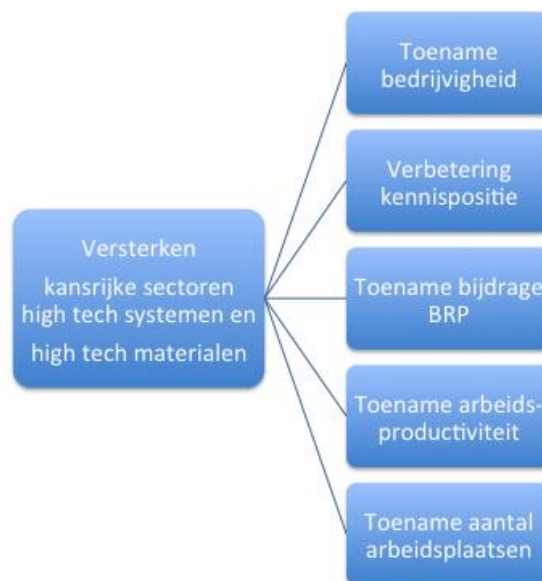 Versterken
kansrijke sectoren
high tech systemen en
high tech materialen
Toename
bedrijvigheid
Verbetering
kennispositie
Toename bijdrage
BRP
Toename arbeids-
productiviteit
Toename aantal
arbeidsplaatsen